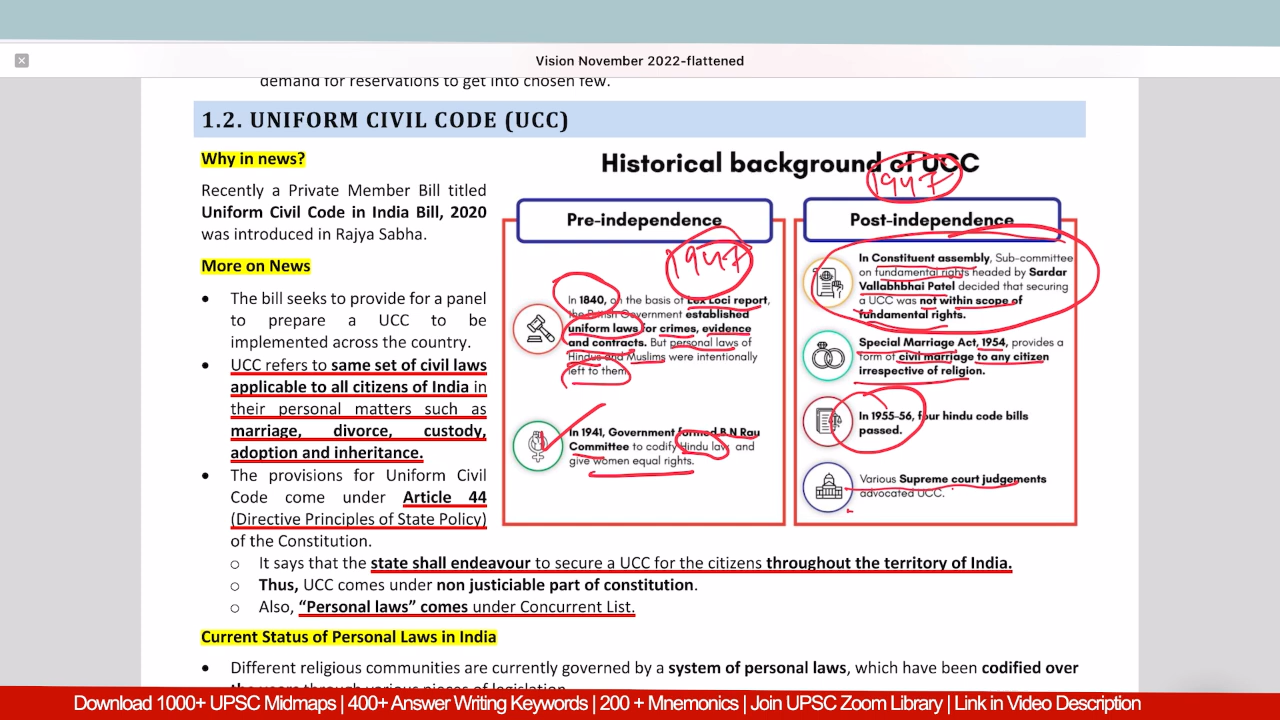 Vision November 2022-flattened
demand for reservations to get into chosen few.
1.2. UNIFORM CIVIL CODE (UCC)
Why in news?
Recently a Private Member Bill titled
Uniform Civil Code in India Bill, 2020
was introduced in Rajya Sabha.
More on News
• The bill seeks to provide for a panel
to prepare a UCC to be
implemented across the country.
• UCC refers to same set of civil laws
applicable to all citizens of India in
their personal matters such as
marriage, divorce, custody,
adoption and inheritance.
• The provisions for Uniform Civil
Code come under Article 44
(Directive Principles of State Policy)
of the Constitution.
Historical background of UCC
Pre-independence
1947
In 1840, on the basis of Lex Loci report,
the British Government established
uniform laws for crimes, evidence
and contracts. But personal laws of
Hindus and Muslims were intentionally
left to them.
In 1941, Government formed B.N Rau
Committee to codify Hindu law and
give women equal rights.
1947
Post-independence
In Constituent assembly, Sub-committee
on fundamental rights headed by Sardar
Vallabhbhai Patel decided that securing
a UCC was not within scope of
fundamental rights.
Special Marriage Act, 1954, provides a
form of civil marriage to any citizen
irrespective of religion.
In 1955-56, four hindu code bills
passed.
Various Supreme court judgements
advocated UCC.
o It says that the state shall endeavour to secure a UCC for the citizens throughout the territory of India.
o Thus, UCC comes under non justiciable part of constitution.
o Also, “Personal laws” comes under Concurrent List.
Current Status of Personal Laws in India
• Different religious communities are currently governed by a system of personal laws, which have been codified over
the years through various pieces of legislation.
Download 1000+ UPSC Midmaps | 400+ Answer Writing Keywords | 200 + Mnemonics | Join UPSC Zoom Library | Link in Video Description